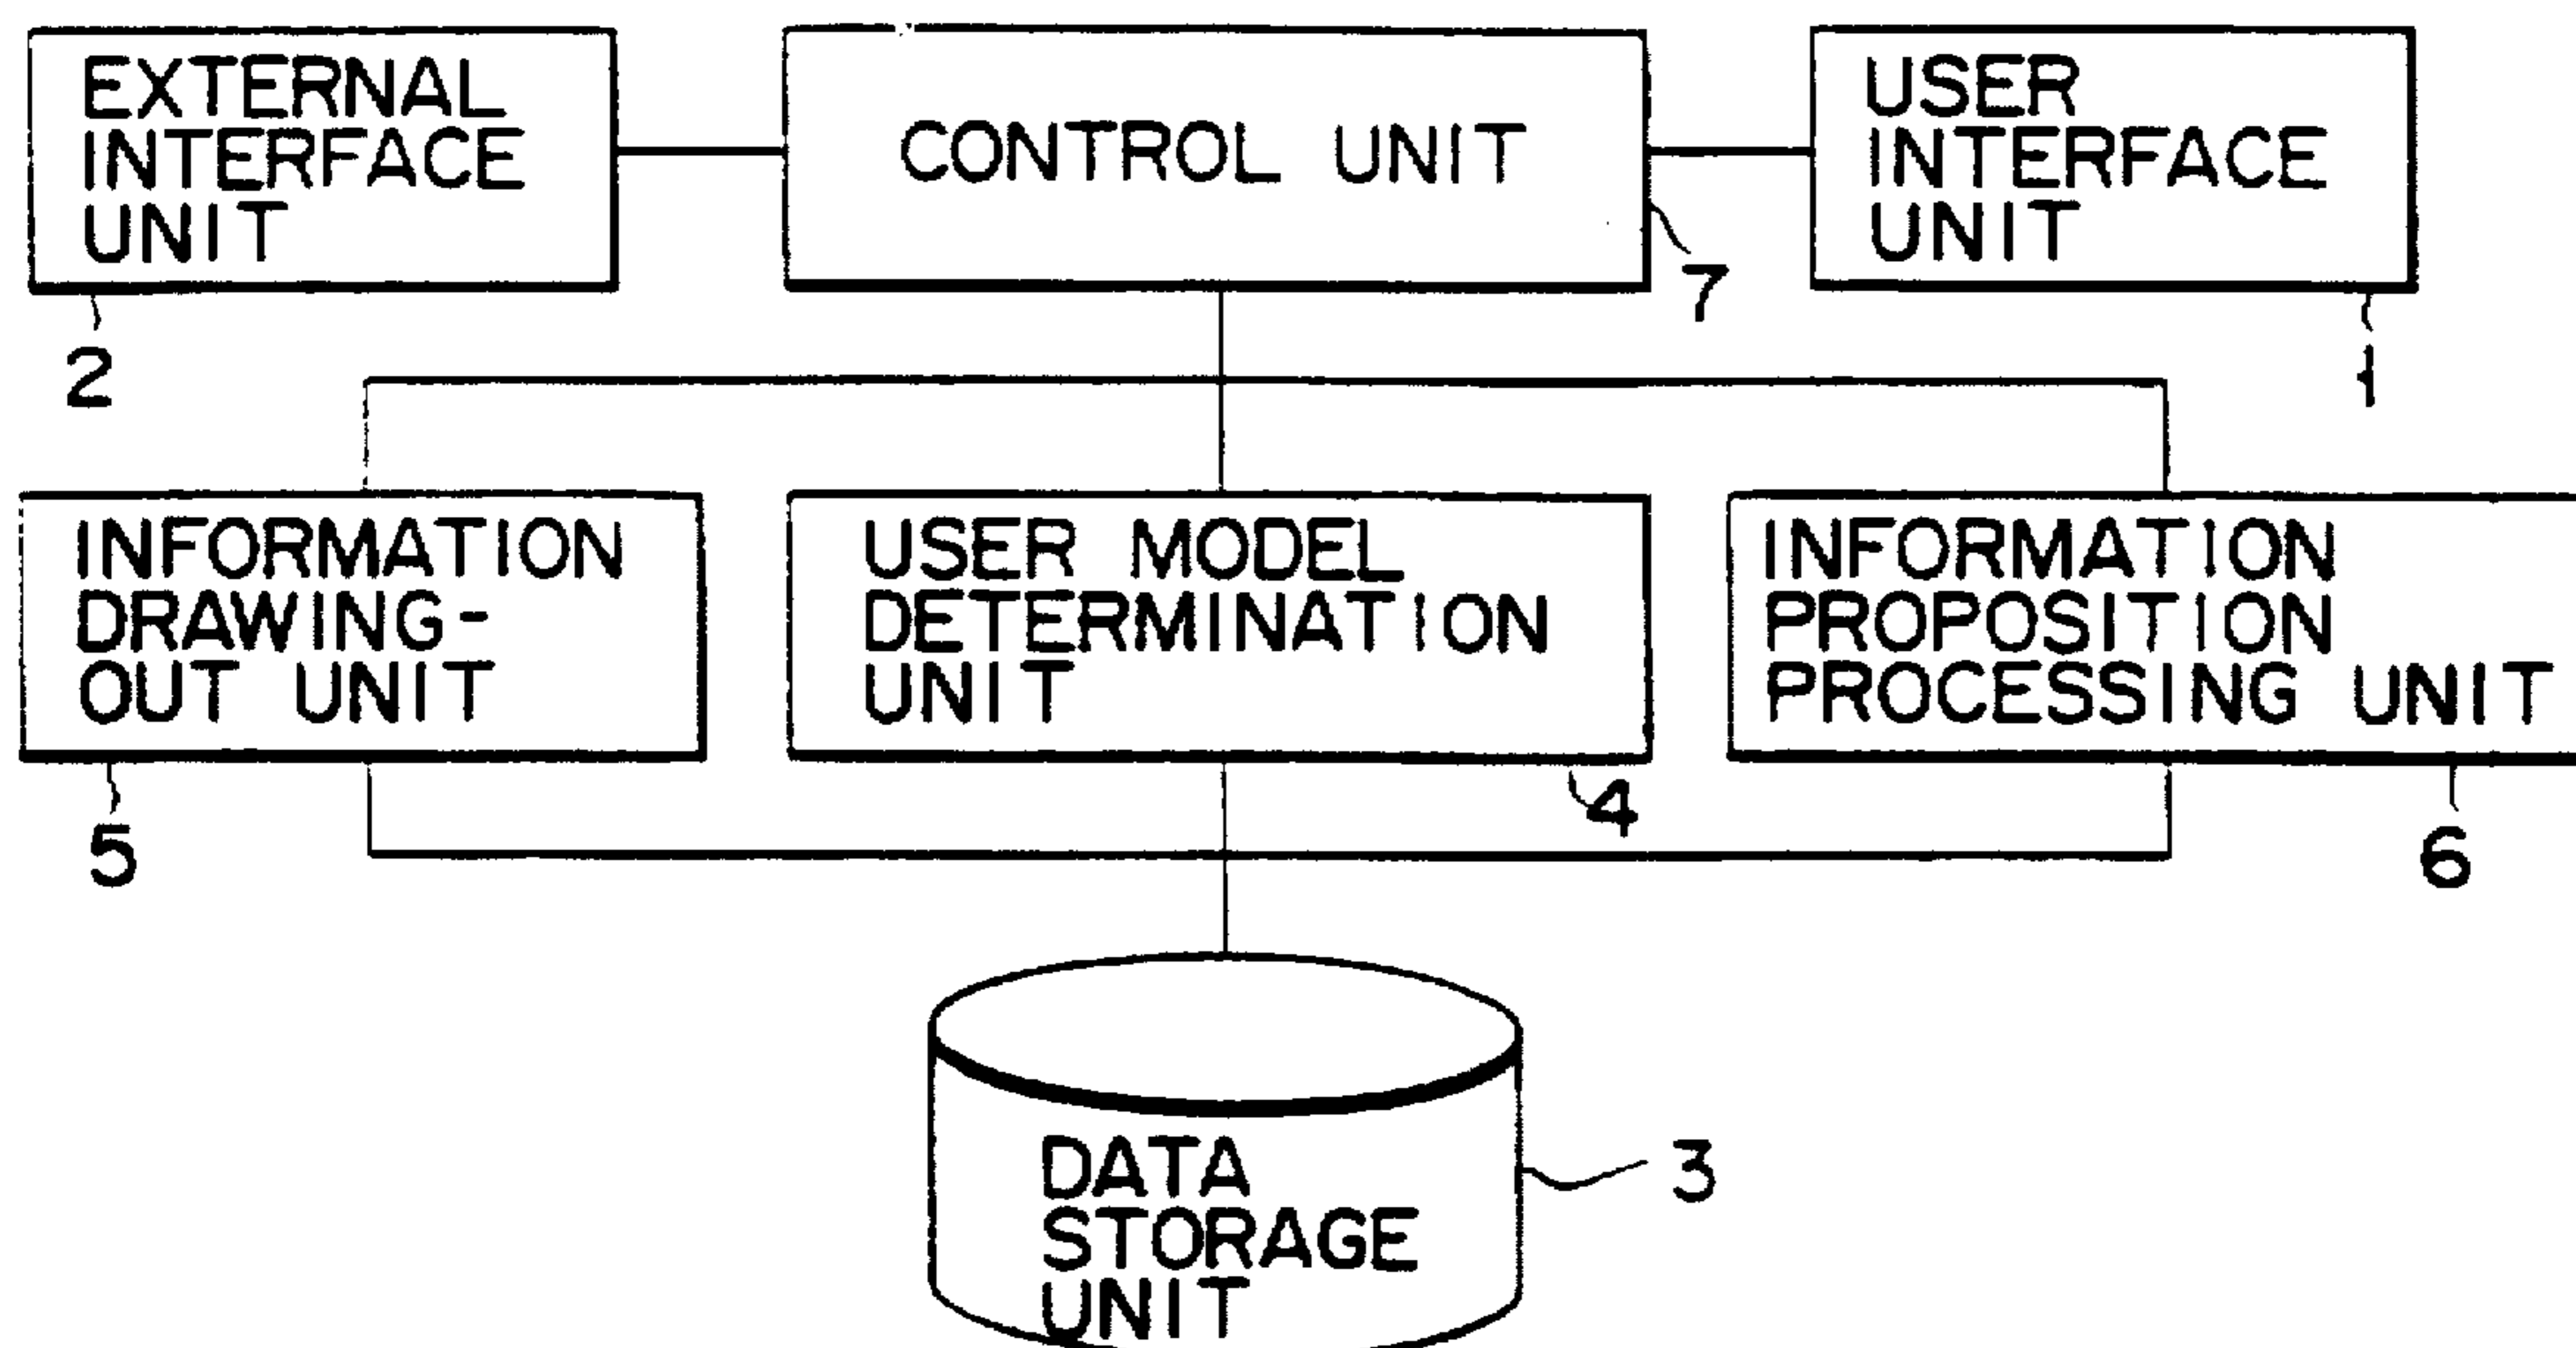 EXTERNAL
INTERFACE
UNIT
CONTROL UNIT
USER
INTERFACE
UNIT
2
7
1
INFORMATION
DRAWING-
OUT UNIT
USER MODEL
DETERMINATION
UNIT
INFORMATION
PROPOSITION
PROCESSING UNIT
5
4
6
DATA
STORAGE
UNIT
3